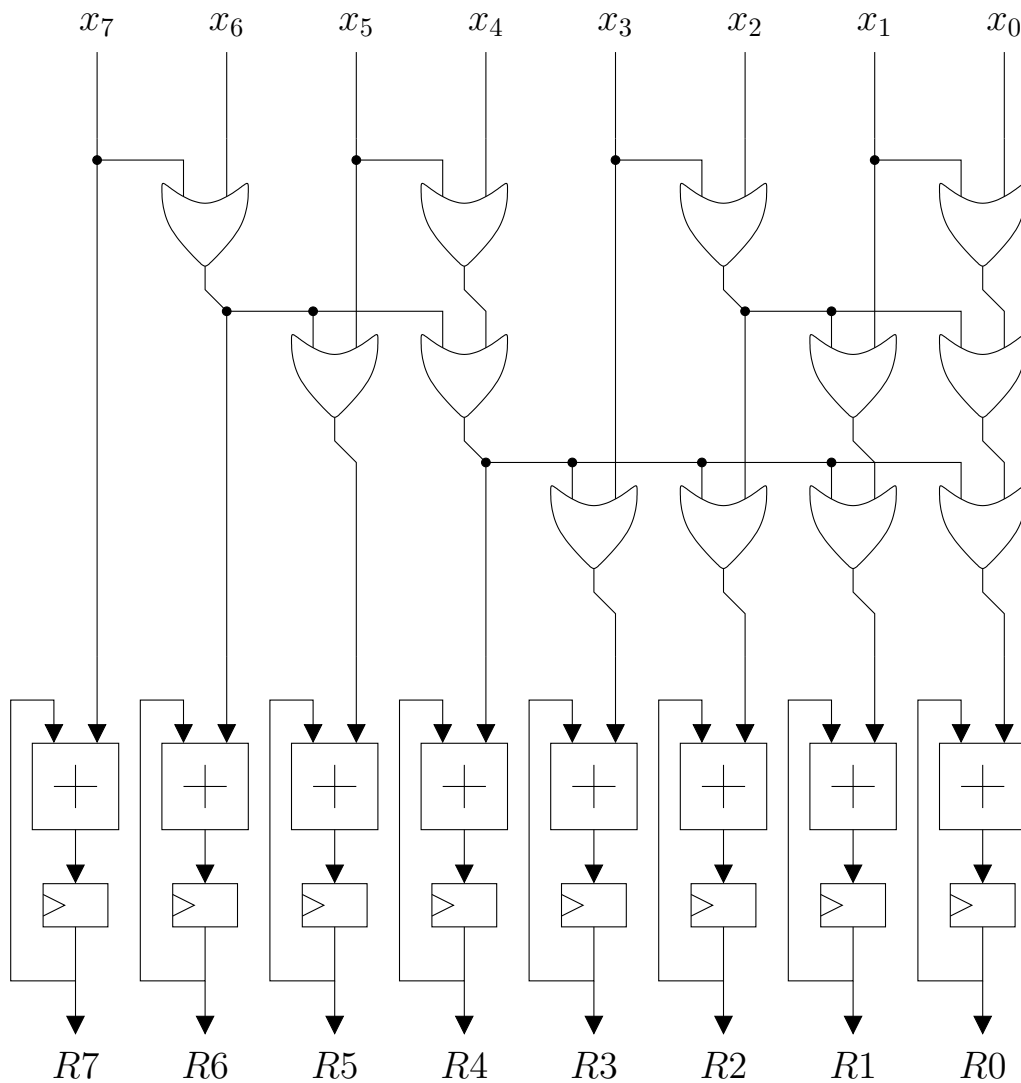 x₇ x₆ x₅ x₄ x₃ x₂ x₁ x₀
R7 R6 R5 R4 R3 R2 R1 R0